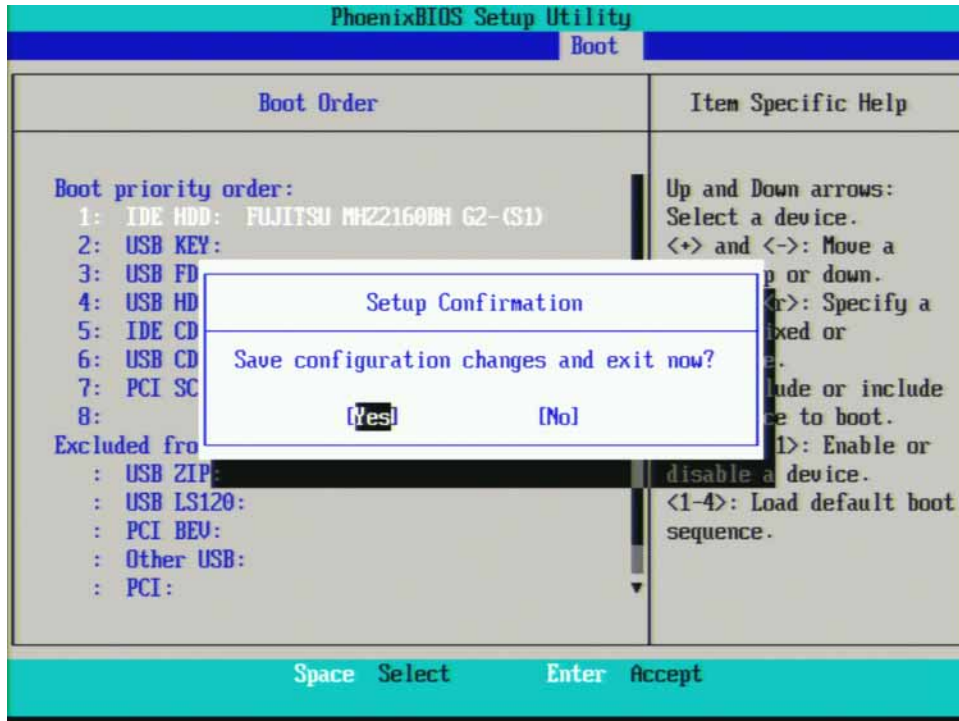 PhoenixBIOS Setup Utility
Boot
Boot Order
Item Specific Help
Boot priority order:
1: IDE HDD: FUJITSU MHZ2160BH G2-(S1)
2: USB KEY:
3: USB FD
4: USB HD
5: IDE CD
6: USB CD
7: PCI SC
8:
Excluded fro
: USB ZIP:
: USB LS120:
: PCI BEV:
: Other USB:
: PCI:
Setup Confirmation
Save configuration changes and exit now?
[Yes] [No]
Up and Down arrows:
Select a device.
<+> and <->: Move a
p or down.
r>: Specify a
ixed or
e.
lude or include
e to boot.
1>: Enable or
disable a device.
<1-4>: Load default boot
sequence.
Space Select Enter Accept